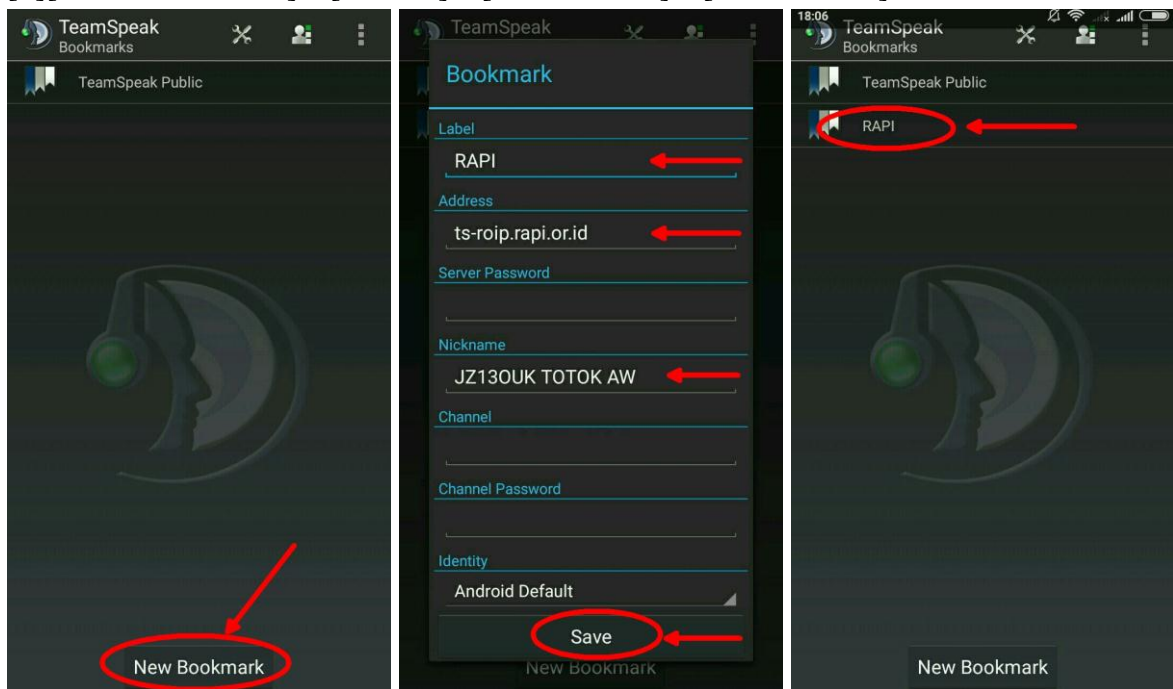 TeamSpeak
Bookmarks
TeamSpeak Public
New Bookmark
TeamSpeak
Bookmark
Label
RAPI
Address
ts-roip.rapi.or.id
Server Password
Nickname
JZ13OUK TOTOK AW
Channel
Channel Password
Identity
Android Default
Save
New Bookmark
18:06
TeamSpeak
Bookmarks
TeamSpeak Public
RAPI
New Bookmark